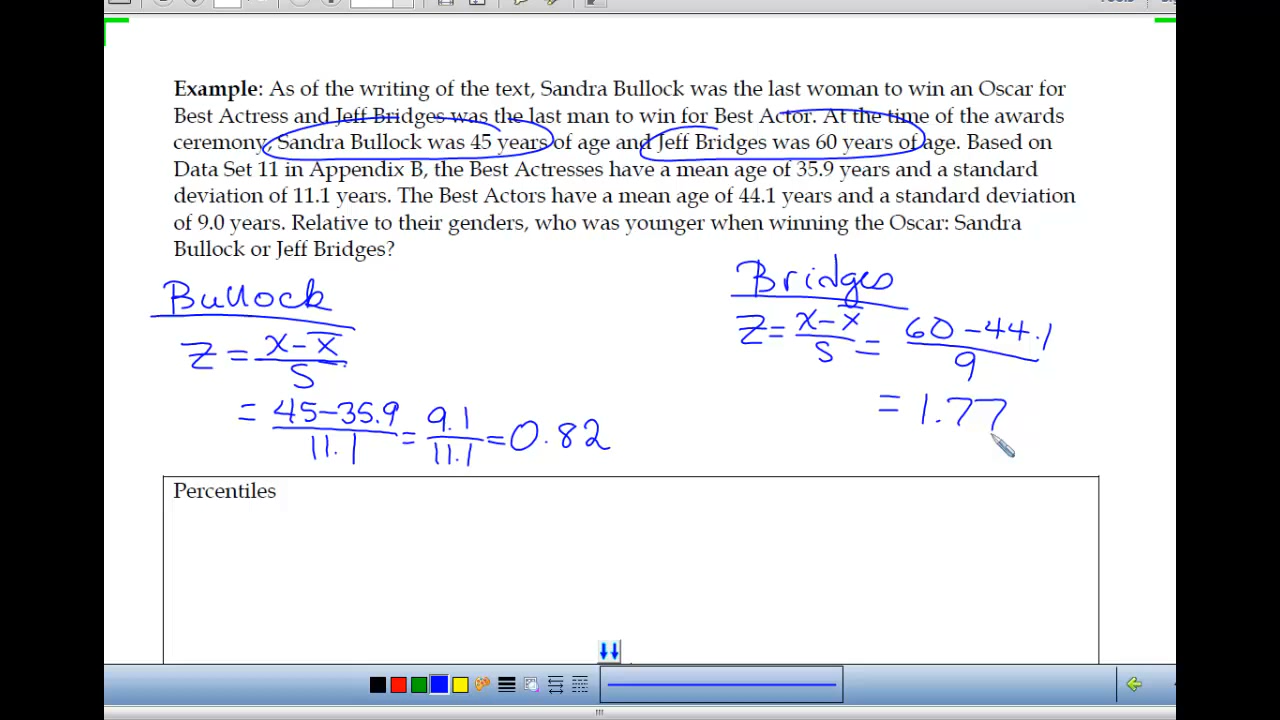 Example: As of the writing of the text, Sandra Bullock was the last woman to win an Oscar for
Best Actress and Jeff Bridges was the last man to win for Best Actor. At the time of the awards
ceremony, Sandra Bullock was 45 years of age and Jeff Bridges was 60 years of age. Based on
Data Set 11 in Appendix B, the Best Actresses have a mean age of 35.9 years and a standard
deviation of 11.1 years. The Best Actors have a mean age of 44.1 years and a standard deviation
of 9.0 years. Relative to their genders, who was younger when winning the Oscar: Sandra
Bullock or Jeff Bridges?
Bullock
z = (x - x̄)/s
= (45 - 35.9)/11.1 = 9.1/11.1 = 0.82
Bridges
z = (x - x̄)/s = (60 - 44.1)/9
= 1.77
Percentiles